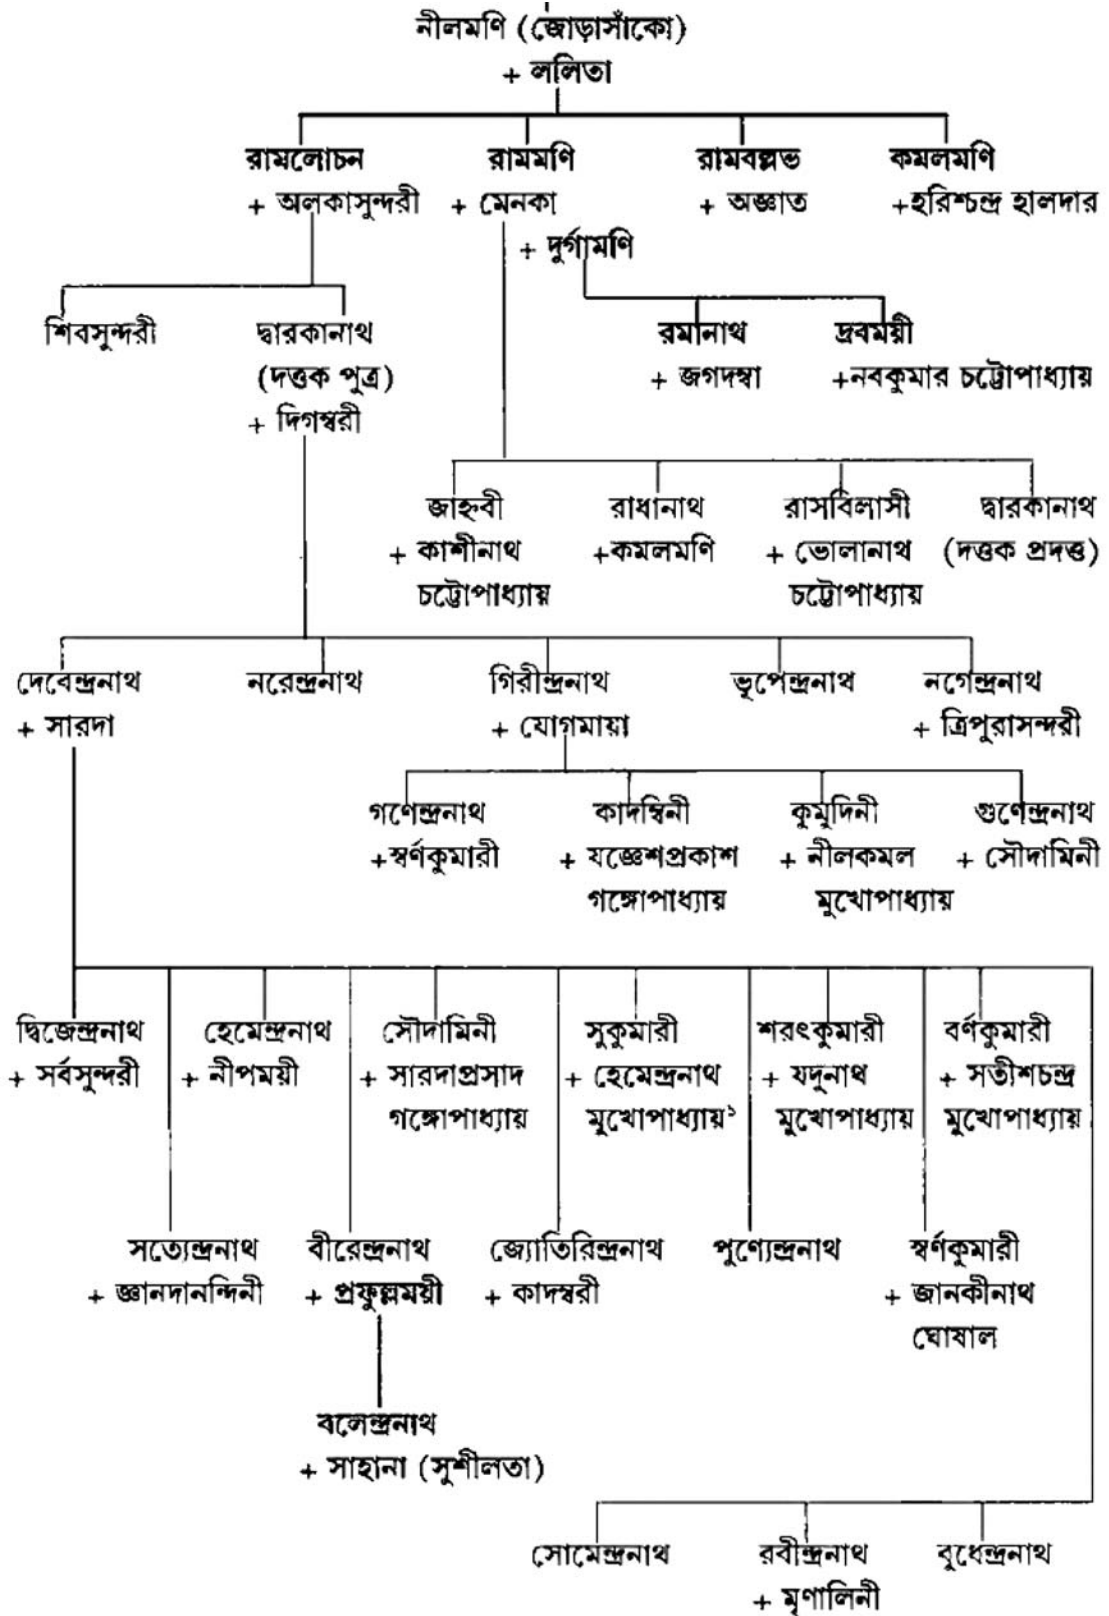 নীলমণি (জোড়াসাঁকো)
+ ললিতা
রামলোচন রামমণি রামবল্লভ কমলমণি
+ অলকাসুন্দরী + মেনকা + অজ্ঞাত +হরিশ্চন্দ্র হালদার
+ দুর্গামণি
শিবসুন্দরী দ্বারকানাথ রমানাথ দ্রবময়ী
(দত্তক পুত্র) + জগদম্বা +নবকুমার চট্টোপাধ্যায়
+ দিগম্বরী
জাহ্নবী রাধানাথ রাসবিলাসী দ্বারকানাথ
+ কাশীনাথ +কমলমণি + ভোলানাথ (দত্তক প্রদত্ত)
চট্টোপাধ্যায় চট্টোপাধ্যায়
দেবেন্দ্রনাথ নরেন্দ্রনাথ গিরীন্দ্রনাথ ভূপেন্দ্রনাথ নগেন্দ্রনাথ
+ সারদা + যোগমায়া + ত্রিপুরাসন্দরী
গণেন্দ্রনাথ কাদম্বিনী কুমুদিনী গুণেন্দ্রনাথ
+স্বর্ণকুমারী + যজ্ঞেশপ্রকাশ + নীলকমল + সৌদামিনী
গঙ্গোপাধ্যায় মুখোপাধ্যায়
দ্বিজেন্দ্রনাথ হেমেন্দ্রনাথ সৌদামিনী সুকুমারী শরৎকুমারী বর্ণকুমারী
+ সর্বসুন্দরী + নীপময়ী + সারদাপ্রসাদ + হেমেন্দ্রনাথ + যদুনাথ + সতীশচন্দ্র
গঙ্গোপাধ্যায় মুখোপাধ্যায়১ মুখোপাধ্যায় মুখোপাধ্যায়
সত্যেন্দ্রনাথ বীরেন্দ্রনাথ জ্যোতিরিন্দ্রনাথ পুণ্যেন্দ্রনাথ স্বর্ণকুমারী
+ জ্ঞানদানন্দিনী + প্রফুল্লময়ী + কাদম্বরী + জানকীনাথ
ঘোষাল
বলেন্দ্রনাথ
+ সাহানা (সুশীলতা)
সোমেন্দ্রনাথ রবীন্দ্রনাথ বুধেন্দ্রনাথ
+ মৃণালিনী